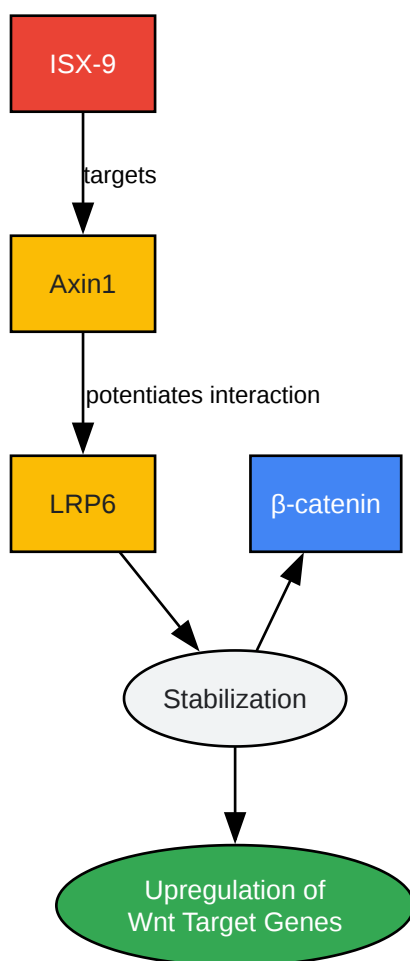 ISX-9
targets
Axin1
potentiates interaction
LRP6
β-catenin
Stabilization
Upregulation of
Wnt Target Genes